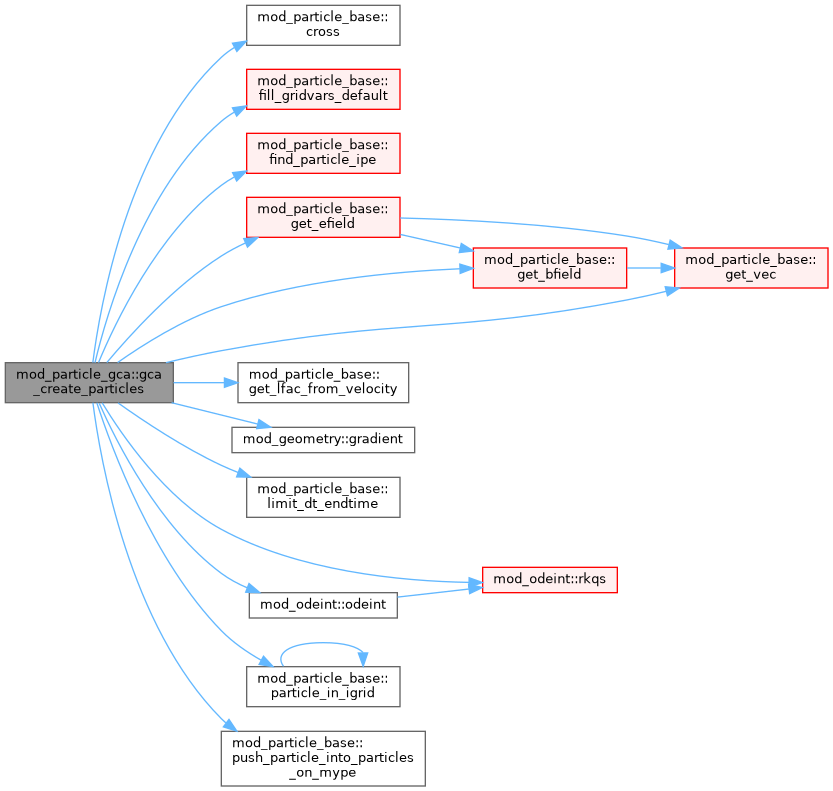 mod_particle_base::
cross
mod_particle_base::
fill_gridvars_default
mod_particle_base::
find_particle_ipe
mod_particle_base::
get_efield
mod_particle_base::
get_bfield
mod_particle_base::
get_vec
mod_particle_gca::gca
_create_particles
mod_particle_base::
get_lfac_from_velocity
mod_geometry::gradient
mod_particle_base::
limit_dt_endtime
mod_odeint::rkqs
mod_odeint::odeint
mod_particle_base::
particle_in_igrid
mod_particle_base::
push_particle_into_particles
_on_mype